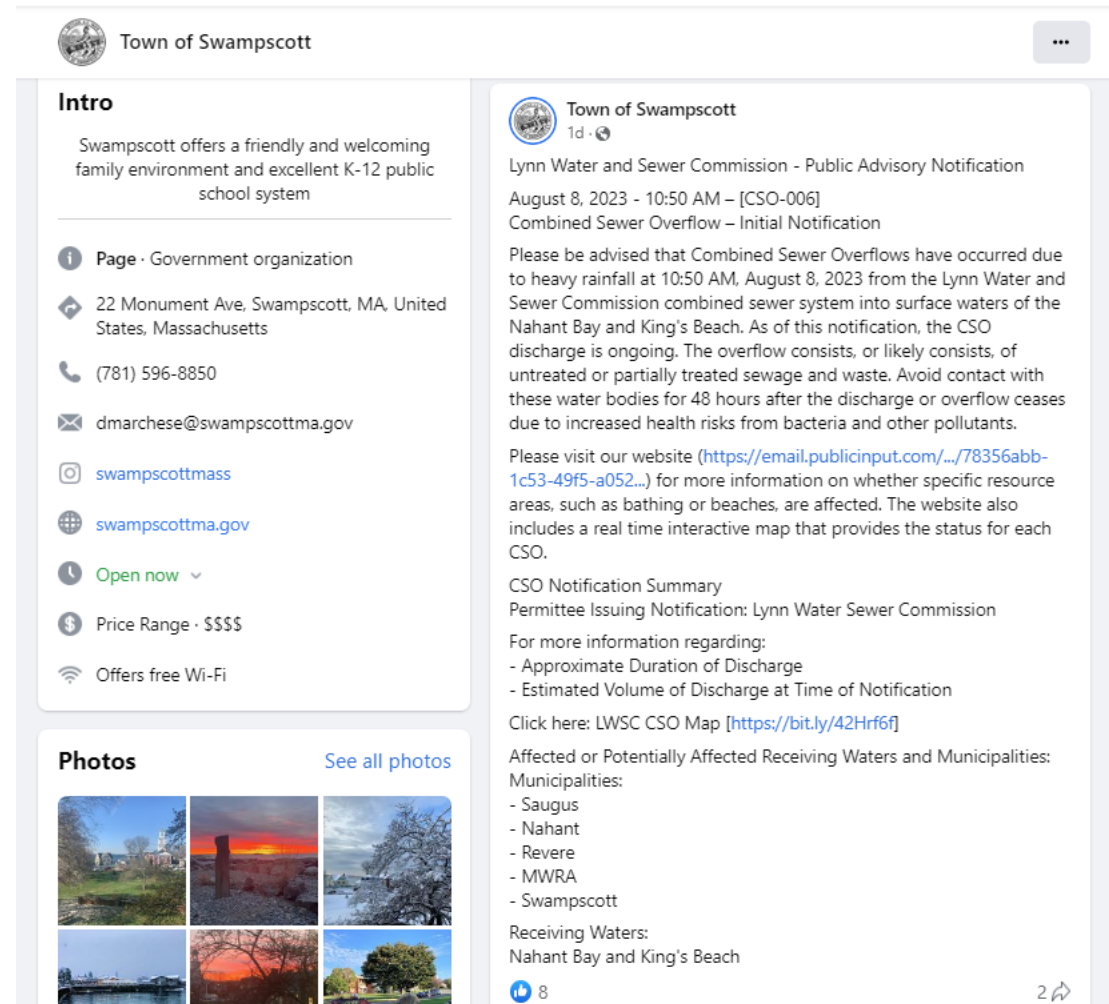 Town of Swampscott
...
Intro
Swampscott offers a friendly and welcoming
family environment and excellent K-12 public
school system
Page · Government organization
22 Monument Ave, Swampscott, MA, United
States, Massachusetts
(781) 596-8850
dmarchese@swampscottma.gov
swampscottmass
swampscottma.gov
Open now
Price Range · $$$$
Offers free Wi-Fi
Photos
See all photos
Town of Swampscott
1d ·
Lynn Water and Sewer Commission - Public Advisory Notification
August 8, 2023 - 10:50 AM – [CSO-006]
Combined Sewer Overflow – Initial Notification
Please be advised that Combined Sewer Overflows have occurred due
to heavy rainfall at 10:50 AM, August 8, 2023 from the Lynn Water and
Sewer Commission combined sewer system into surface waters of the
Nahant Bay and King's Beach. As of this notification, the CSO
discharge is ongoing. The overflow consists, or likely consists, of
untreated or partially treated sewage and waste. Avoid contact with
these water bodies for 48 hours after the discharge or overflow ceases
due to increased health risks from bacteria and other pollutants.
Please visit our website (https://email.publicinput.com/.../78356abb-
1c53-49f5-a052...) for more information on whether specific resource
areas, such as bathing or beaches, are affected. The website also
includes a real time interactive map that provides the status for each
CSO.
CSO Notification Summary
Permittee Issuing Notification: Lynn Water Sewer Commission
For more information regarding:
- Approximate Duration of Discharge
- Estimated Volume of Discharge at Time of Notification
Click here: LWSC CSO Map [https://bit.ly/42Hrf6f]
Affected or Potentially Affected Receiving Waters and Municipalities:
Municipalities:
- Saugus
- Nahant
- Revere
- MWRA
- Swampscott
Receiving Waters:
Nahant Bay and King's Beach
8
2